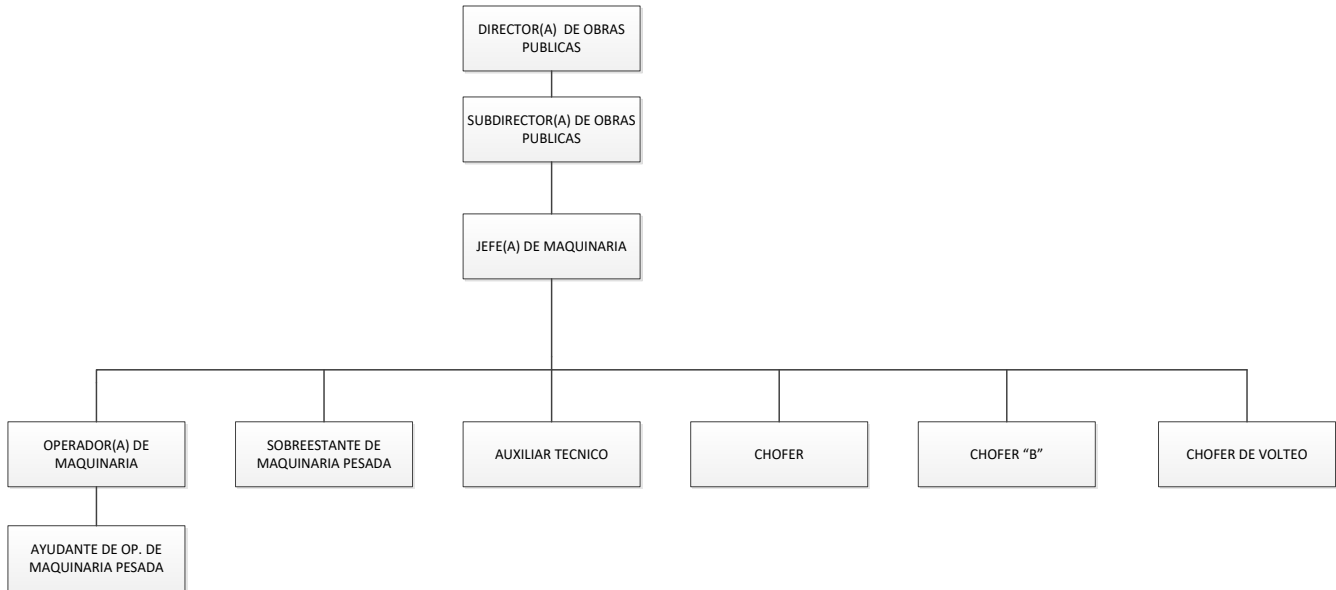 DIRECTOR(A) DE OBRAS
PUBLICAS
SUBDIRECTOR(A) DE OBRAS
PUBLICAS
JEFE(A) DE MAQUINARIA
OPERADOR(A) DE
MAQUINARIA
SOBREESTANTE DE
MAQUINARIA PESADA
AUXILIAR TECNICO
CHOFER
CHOFER “B”
CHOFER DE VOLTEO
AYUDANTE DE OP. DE
MAQUINARIA PESADA